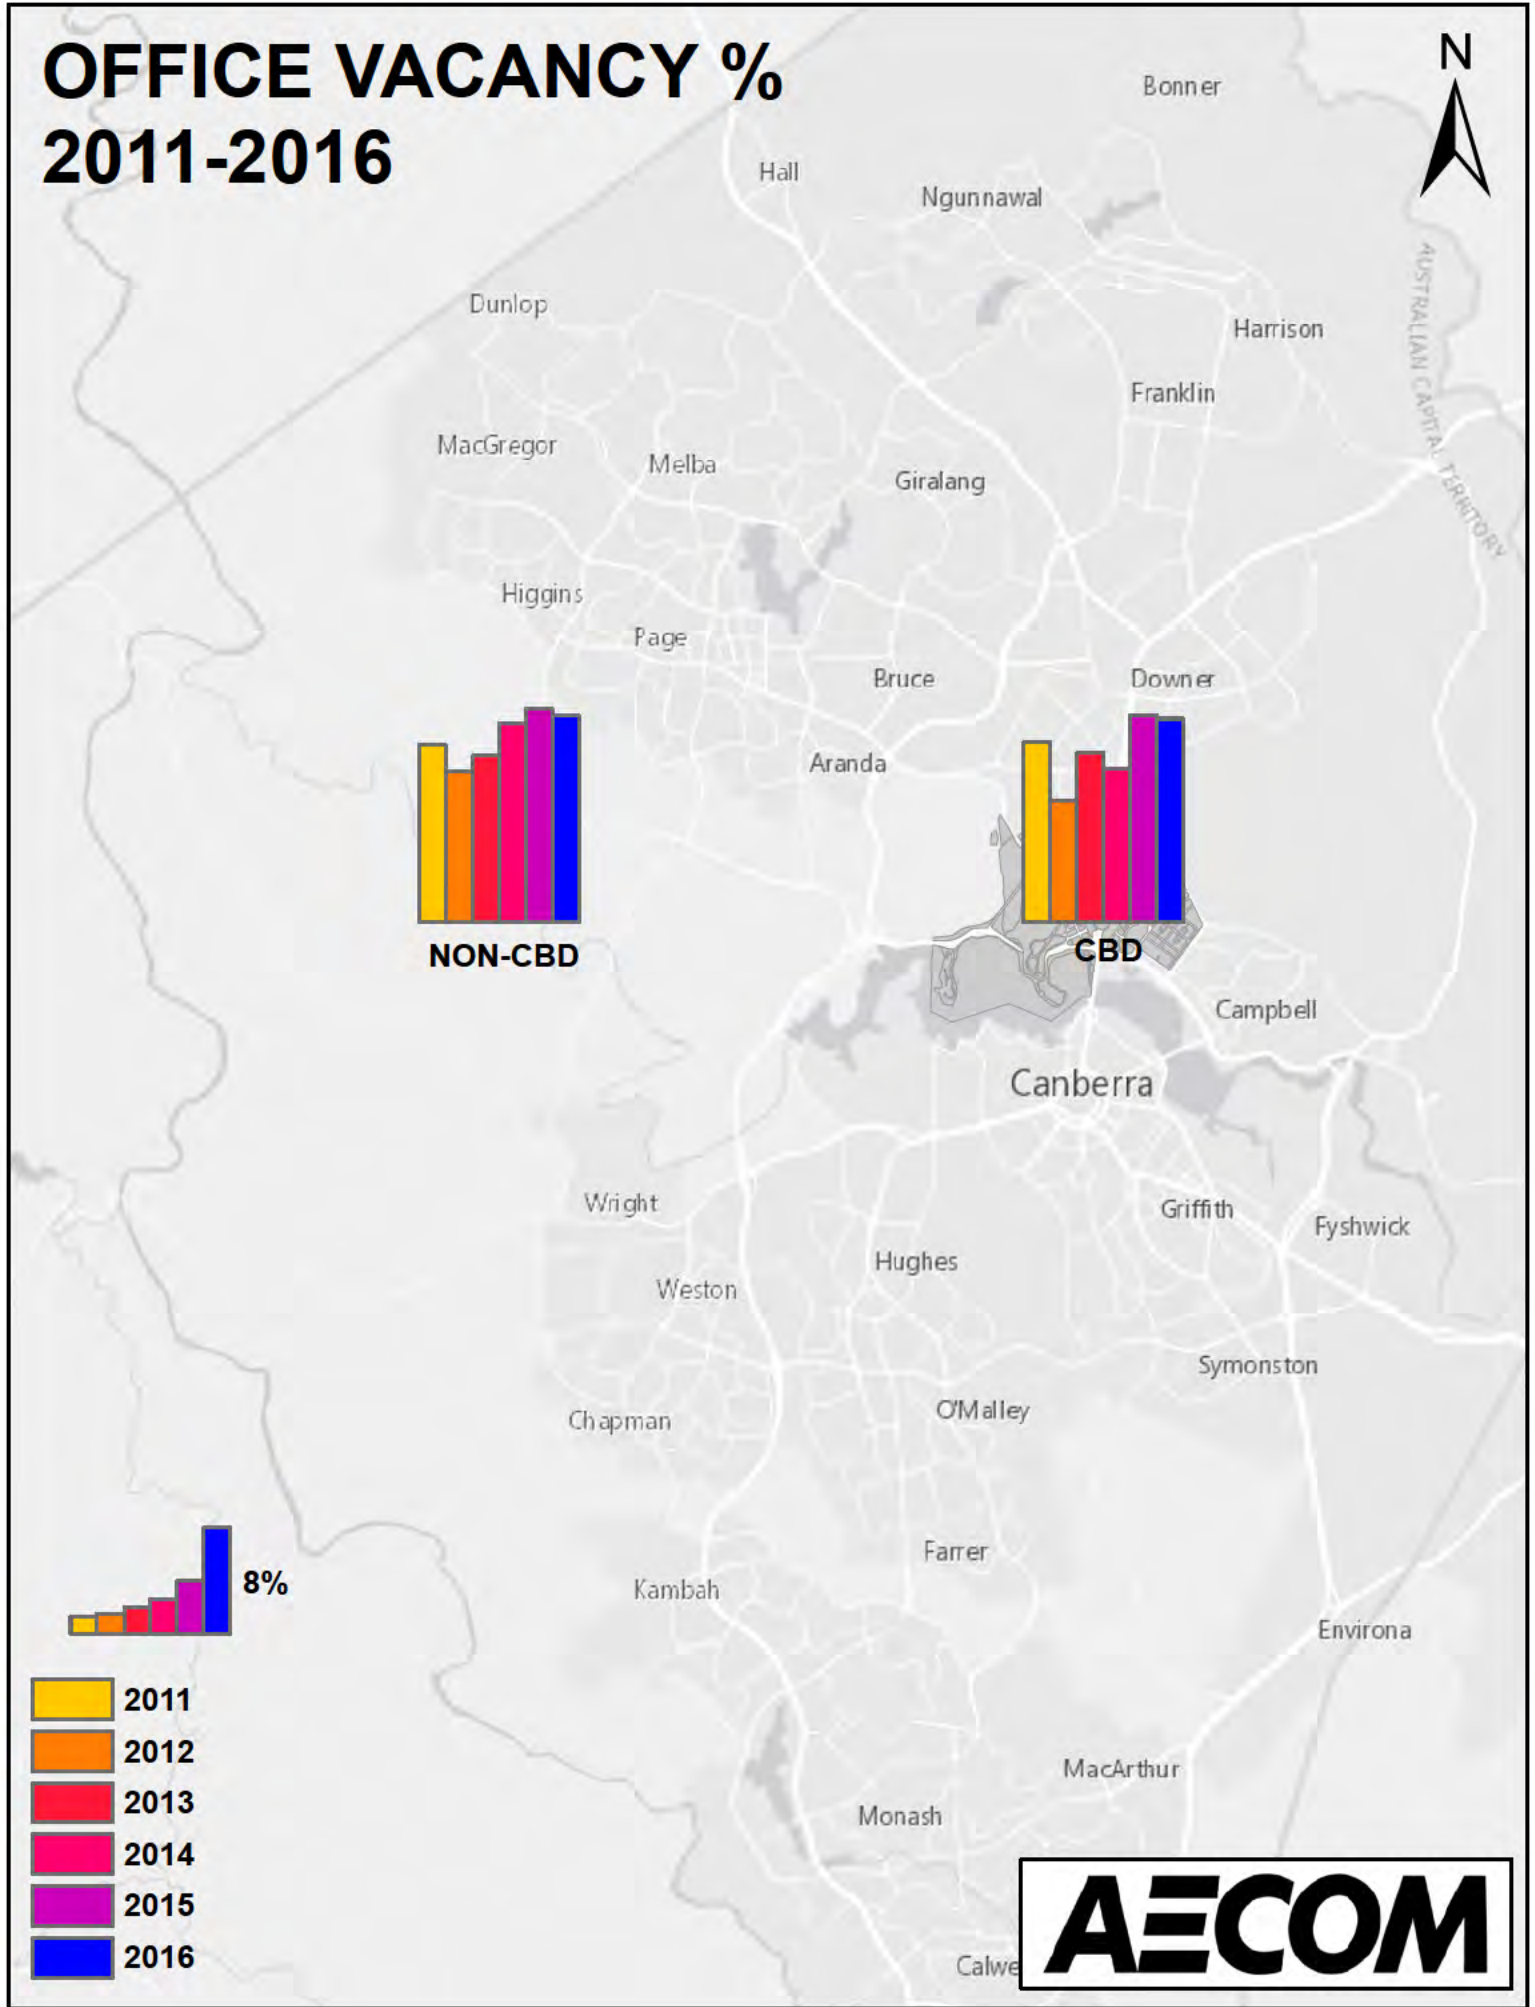 OFFICE VACANCY %
2011-2016
N
Bonner
Hall
Ngunnawal
Dunlop
Harrison
AUSTRALIAN CAPITAL TERRITORY
Franklin
MacGregor
Melba
Giralang
Higgins
Page
Bruce
Downer
Aranda
NON-CBD
CBD
Campbell
Canberra
Wright
Griffith
Fyshwick
Hughes
Weston
Symonston
O'Malley
Chapman
Farrer
8%
Kambah
Environa
2011
2012
2013
MacArthur
Monash
2014
2015
2016
Calwe
AECOM